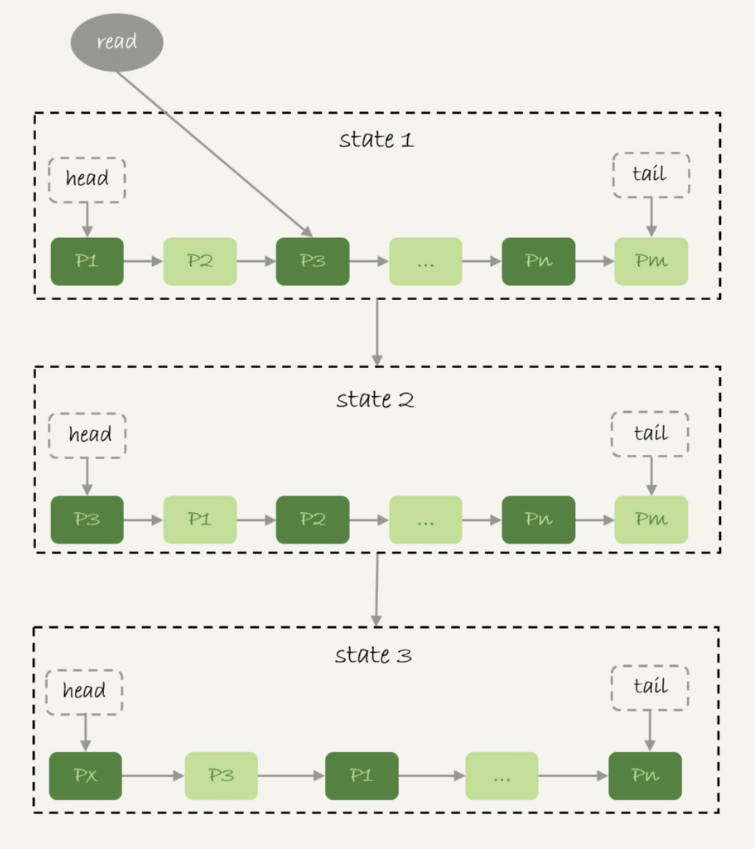 read
state 1
head
tail
P1 P2 P3 ... Pn Pm
state 2
head
tail
P3 P1 P2 ... Pn Pm
state 3
head
tail
Px P3 P1 ... Pn